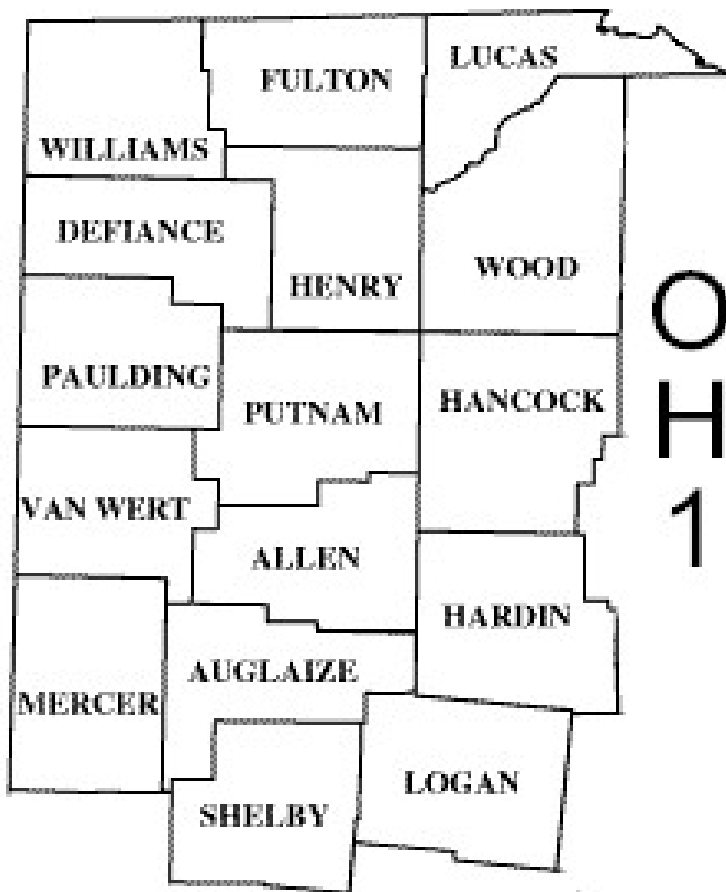 LUCAS
FULTON
WILLIAMS
DEFIANCE
HENRY
WOOD
O
H
1
PAULDING
PUTNAM
HANCOCK
VAN WERT
ALLEN
HARDIN
AUGLAIZE
MERCER
LOGAN
SHELBY